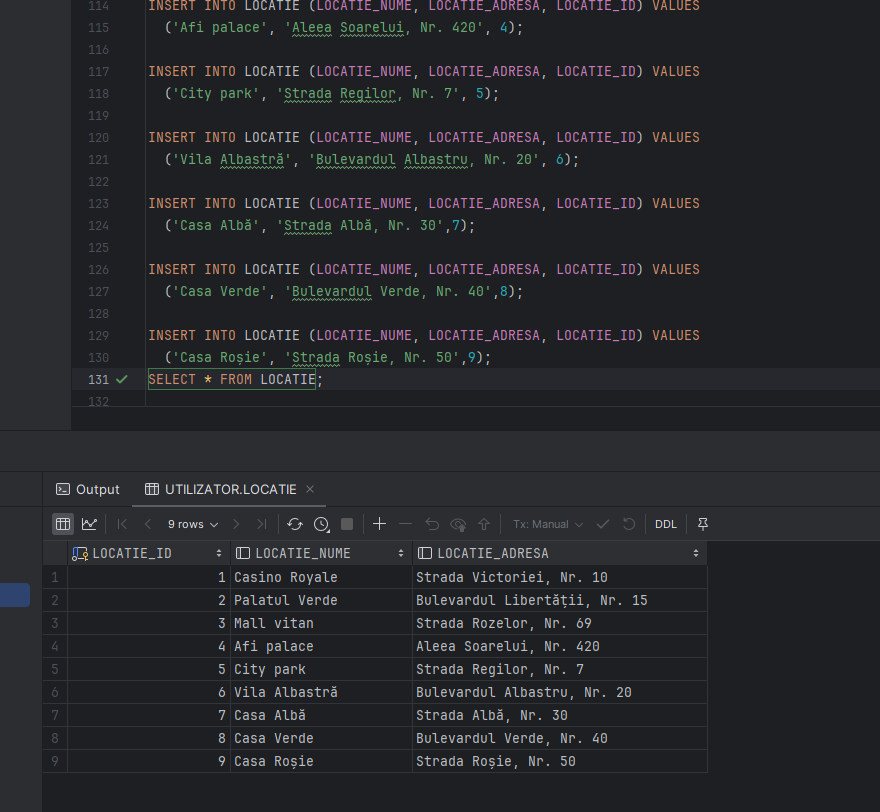 114 INSERT INTO LOCATIE (LOCATIE_NUME, LOCATIE_ADRESA, LOCATIE_ID) VALUES
115 ('Afi palace', 'Aleea Soarelui, Nr. 420', 4);
116
117 INSERT INTO LOCATIE (LOCATIE_NUME, LOCATIE_ADRESA, LOCATIE_ID) VALUES
118 ('City park', 'Strada Regilor, Nr. 7', 5);
119
120 INSERT INTO LOCATIE (LOCATIE_NUME, LOCATIE_ADRESA, LOCATIE_ID) VALUES
121 ('Vila Albastră', 'Bulevardul Albastru, Nr. 20', 6);
122
123 INSERT INTO LOCATIE (LOCATIE_NUME, LOCATIE_ADRESA, LOCATIE_ID) VALUES
124 ('Casa Albă', 'Strada Albă, Nr. 30',7);
125
126 INSERT INTO LOCATIE (LOCATIE_NUME, LOCATIE_ADRESA, LOCATIE_ID) VALUES
127 ('Casa Verde', 'Bulevardul Verde, Nr. 40',8);
128
129 INSERT INTO LOCATIE (LOCATIE_NUME, LOCATIE_ADRESA, LOCATIE_ID) VALUES
130 ('Casa Roșie', 'Strada Roșie, Nr. 50',9);
131 SELECT * FROM LOCATIE;
132
Output UTILIZATOR.LOCATIE
9 rows Tx: Manual DDL
LOCATIE_ID LOCATIE_NUME LOCATIE_ADRESA
1 1 Casino Royale Strada Victoriei, Nr. 10
2 2 Palatul Verde Bulevardul Libertății, Nr. 15
3 3 Mall vitan Strada Rozelor, Nr. 69
4 4 Afi palace Aleea Soarelui, Nr. 420
5 5 City park Strada Regilor, Nr. 7
6 6 Vila Albastră Bulevardul Albastru, Nr. 20
7 7 Casa Albă Strada Albă, Nr. 30
8 8 Casa Verde Bulevardul Verde, Nr. 40
9 9 Casa Roșie Strada Roșie, Nr. 50